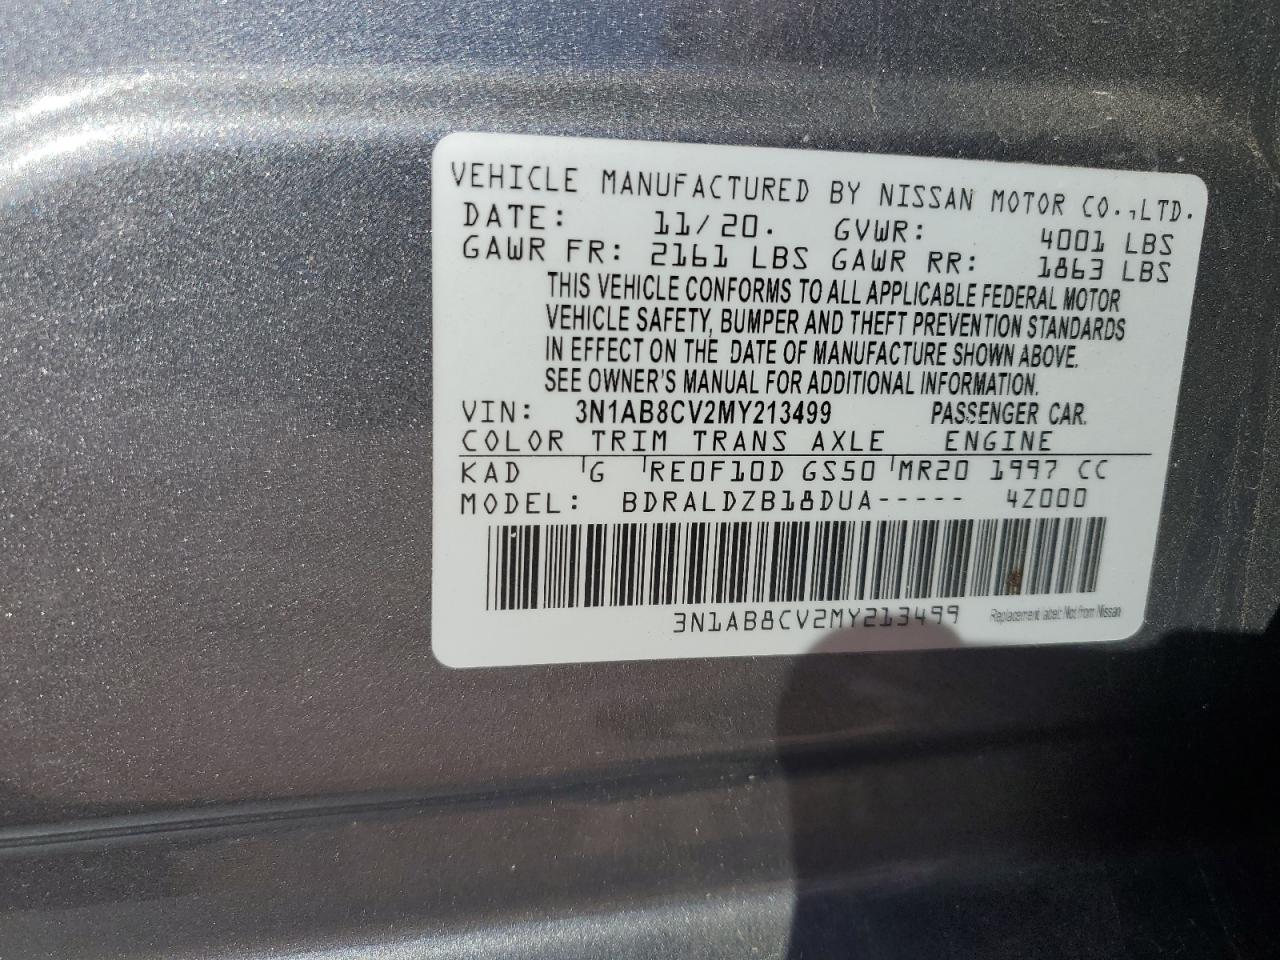 VEHICLE MANUFACTURED BY NISSAN MOTOR CO.,LTD.
DATE: 11/20. GVWR: 4001 LBS
GAWR FR: 2161 LBS GAWR RR: 1863 LBS
THIS VEHICLE CONFORMS TO ALL APPLICABLE FEDERAL MOTOR
VEHICLE SAFETY, BUMPER AND THEFT PREVENTION STANDARDS
IN EFFECT ON THE DATE OF MANUFACTURE SHOWN ABOVE.
SEE OWNER'S MANUAL FOR ADDITIONAL INFORMATION.
VIN: 3N1AB8CV2MY213499 PASSENGER CAR.
COLOR TRIM TRANS AXLE ENGINE
KAD G RE0F10D GS50 MR20 1997 CC
MODEL: BDRALDZB18DUA----- 4Z000
3N1AB8CV2MY213499 Replacement label: Not from Nissan